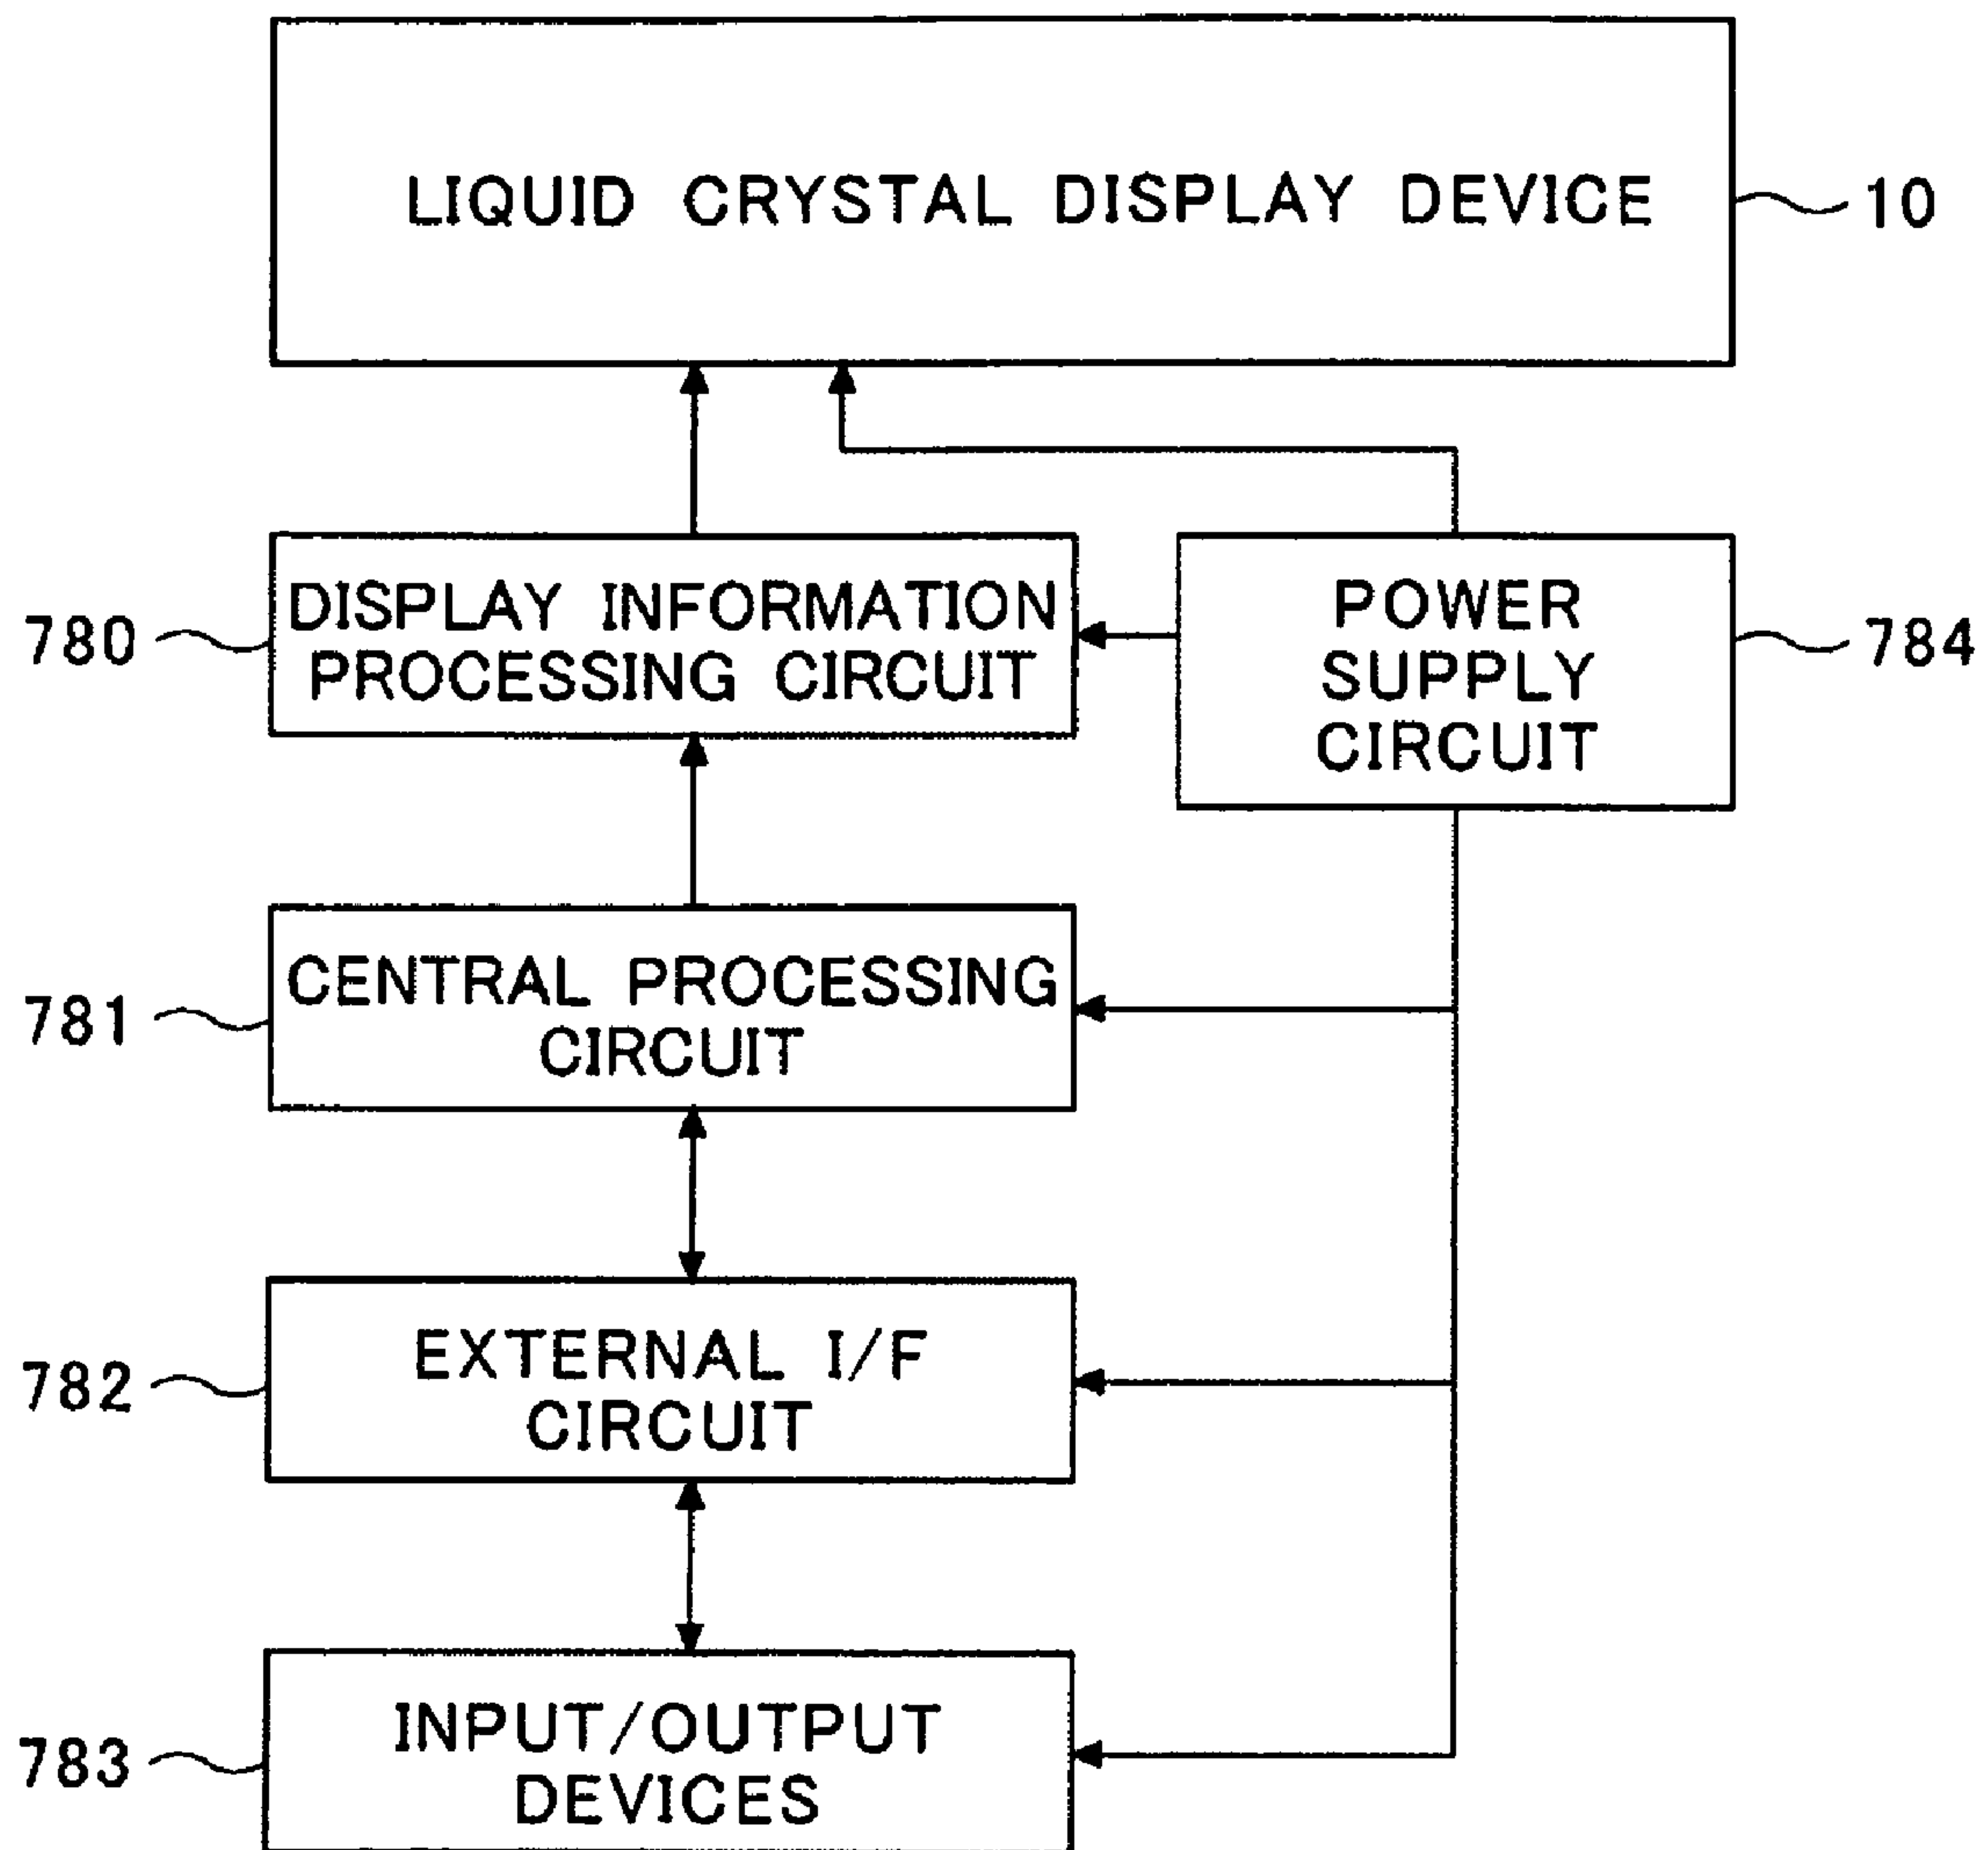 LIQUID CRYSTAL DISPLAY DEVICE
10
780
DISPLAY INFORMATION
PROCESSING CIRCUIT
POWER
SUPPLY
CIRCUIT
784
781
CENTRAL PROCESSING
CIRCUIT
782
EXTERNAL I/F
CIRCUIT
783
INPUT/OUTPUT
DEVICES